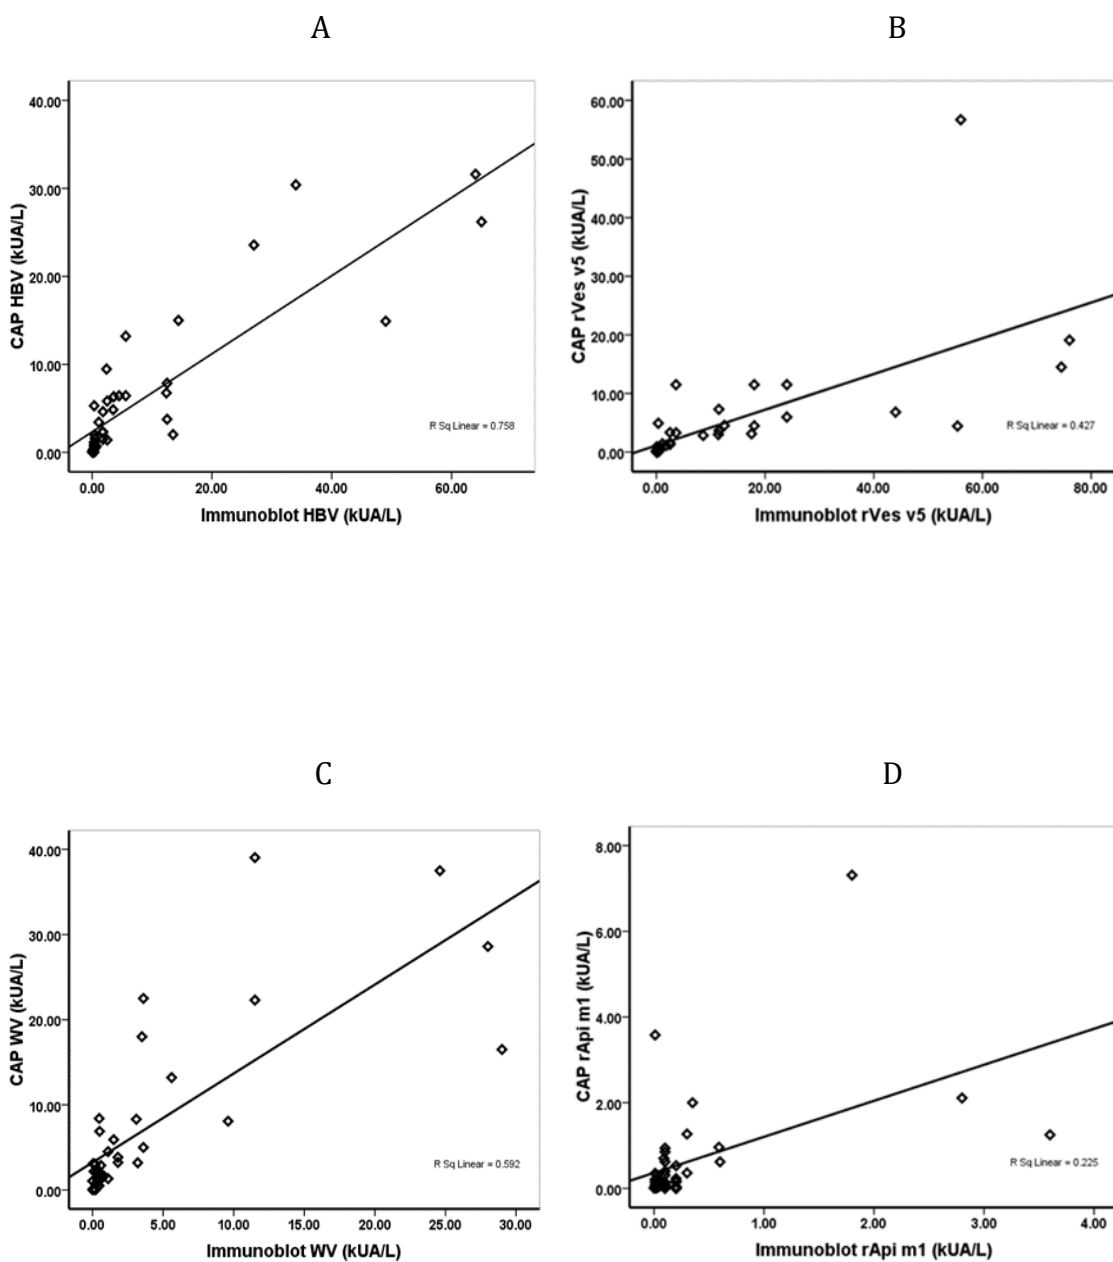 A
B
40.00
30.00
20.00
10.00
0.00
CAP HBV (kUA/L)
R Sq Linear = 0.758
0.00 20.00 40.00 60.00
Immunoblot HBV (kUA/L)
60.00
50.00
40.00
30.00
20.00
10.00
0.00
CAP rVes v5 (kUA/L)
R Sq Linear = 0.427
0.00 20.00 40.00 60.00 80.00
Immunoblot rVes v5 (kUA/L)
C
D
40.00
30.00
20.00
10.00
0.00
CAP WV (kUA/L)
R Sq Linear = 0.592
0.00 5.00 10.00 15.00 20.00 25.00 30.00
Immunoblot WV (kUA/L)
8.00
6.00
4.00
2.00
0.00
CAP rApi m1 (kUA/L)
R Sq Linear = 0.225
0.00 1.00 2.00 3.00 4.00
Immunoblot rApi m1 (kUA/L)